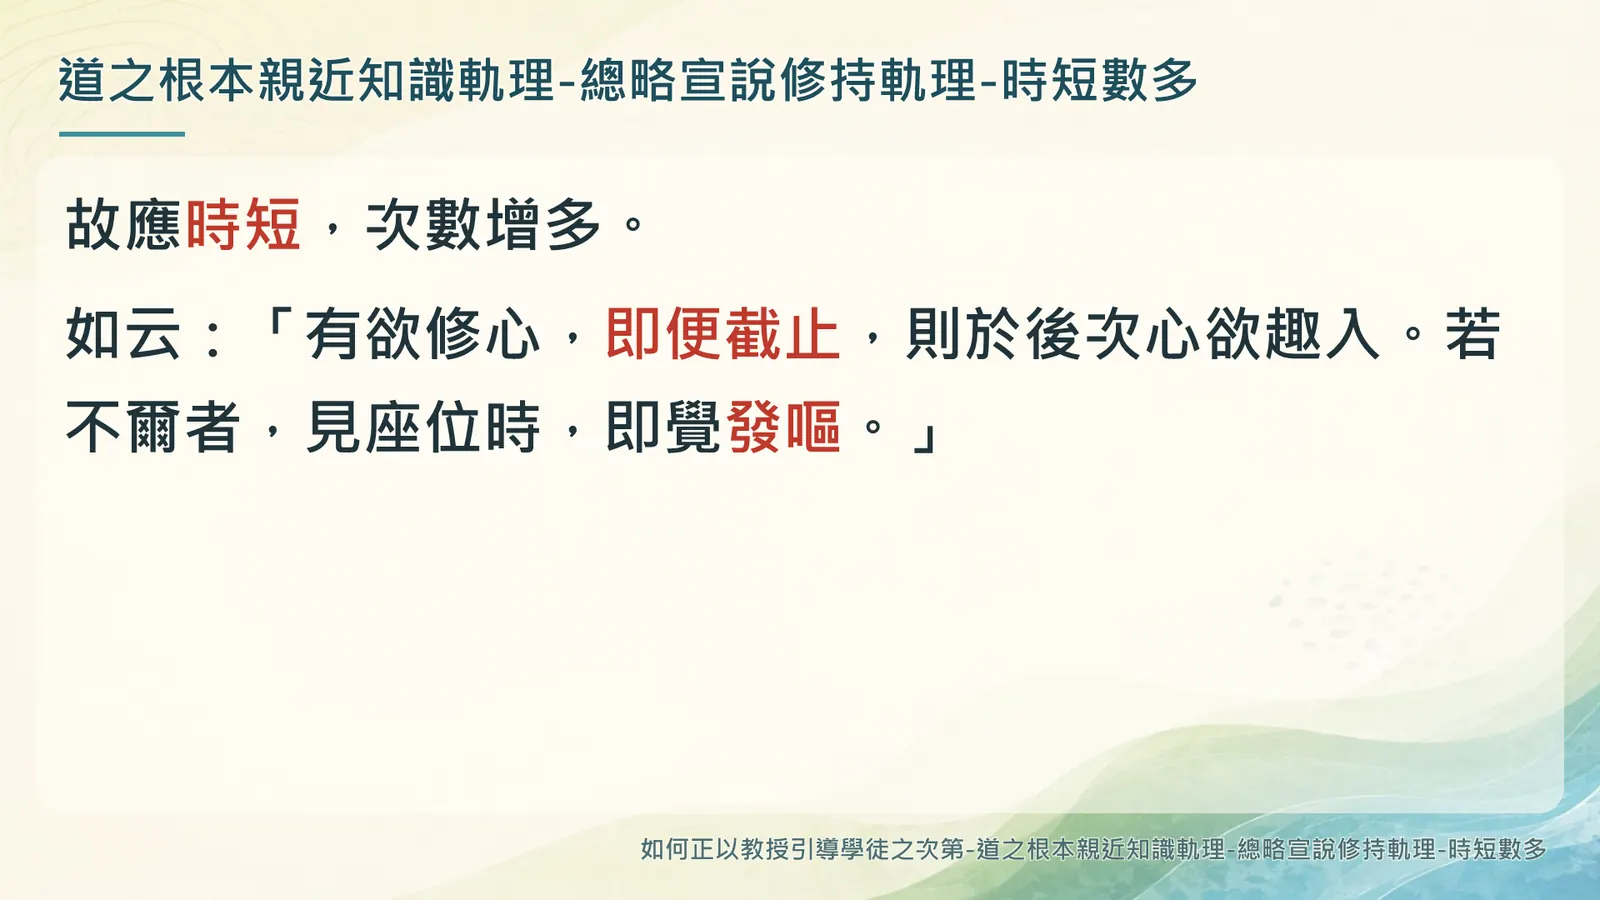 道之根本親近知識軌理-總略宣說修持軌理-時短數多
故應時短，次數增多。
如云：「有欲修心，即便截止，則於後次心欲趣入。若
不爾者，見座位時，即覺發嘔。」
如何正以教授引導學徒之次第-道之根本親近知識軌理-總略宣說修持軌理-時短數多